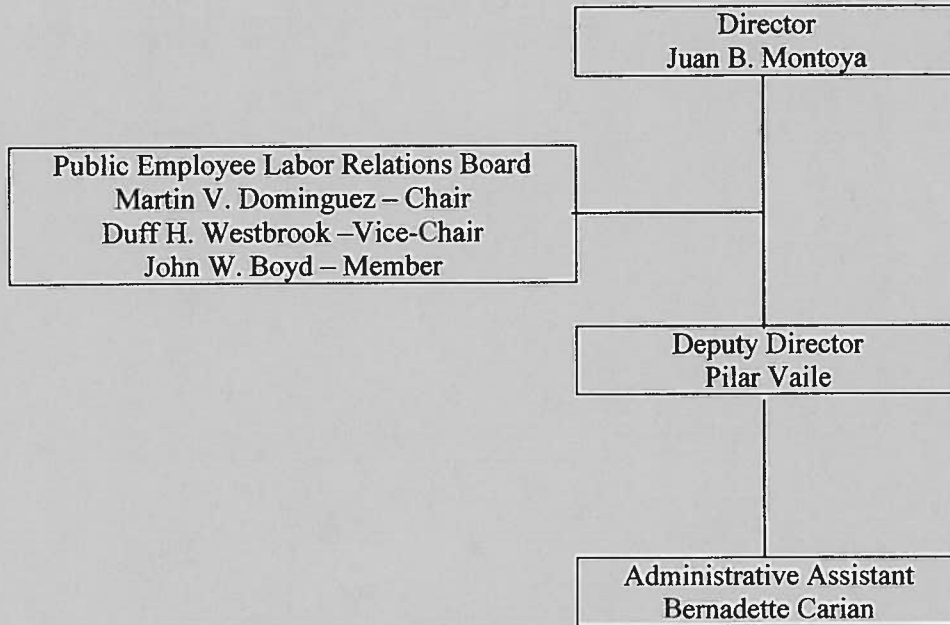 Director
Juan B. Montoya
Public Employee Labor Relations Board
Martin V. Dominguez – Chair
Duff H. Westbrook –Vice-Chair
John W. Boyd – Member
Deputy Director
Pilar Vaile
Administrative Assistant
Bernadette Carian